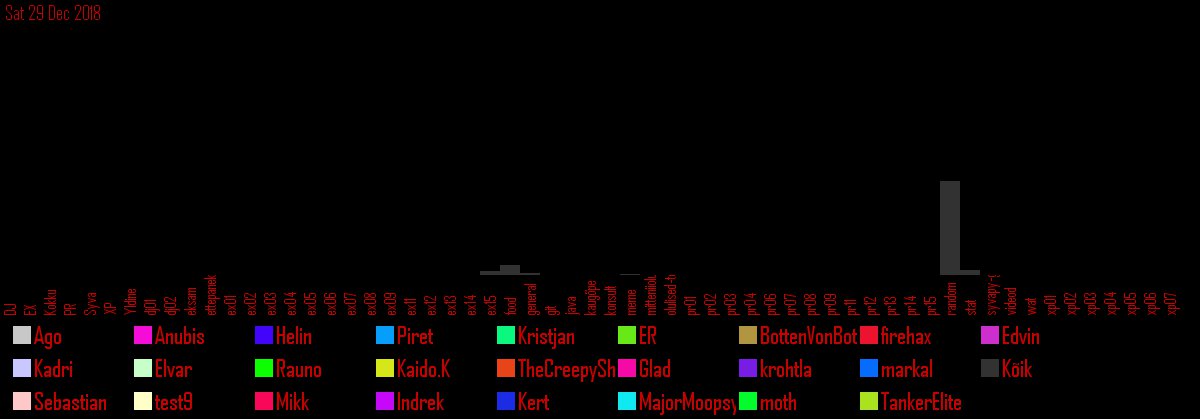 Sat 29 Dec 2018
DJ EX Kokku PR Syva XP Yldine dj01 dj02 eksam ettepanek ex01 ex02 ex03 ex04 ex05 ex06 ex07 ex08 ex09 ex11 ex12 ex13 ex14 ex15 food general git java kaugõpe konsult meme mitteniloli. olulised-h pr01 pr02 pr03 pr04 pr06 pr07 pr08 pr09 pr11 pr12 pr13 pr14 pr15 random stat syvapy-g videod wat xp01 xp02 xp03 xp04 xp05 xp06 xp07
Ago Anubis Helin Piret Kristjan ER BottenVonBot firehax Edvin
Kadri Elvar Rauno Kaido.K TheCreepySh Glad krohtla markal Kõik
Sebastian test9 Mikk Indrek Kert MajorMoopsy moth TankerElite